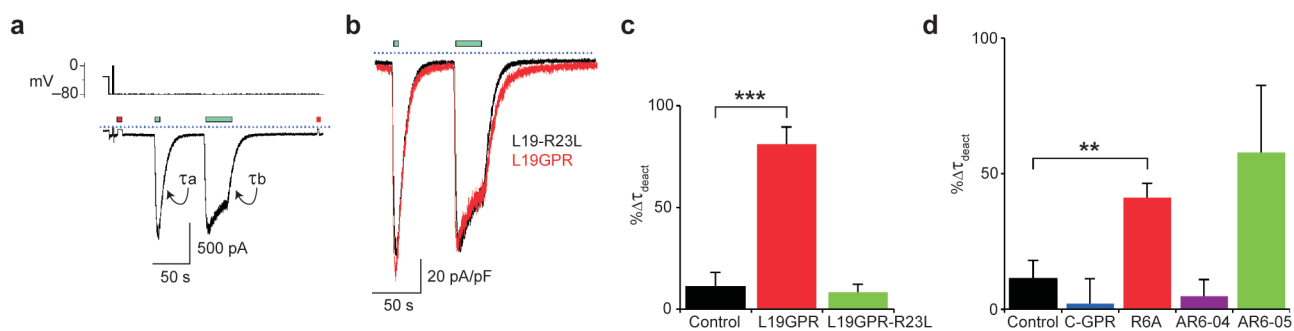 a
0
mV
–80
τa
τb
500 pA
50 s
b
L19-R23L
L19GPR
20 pA/pF
50 s
c
100
***
50
%Δτdeact
0
Control L19GPR L19GPR-R23L
d
100
**
50
%Δτdeact
0
Control C-GPR R6A AR6-04 AR6-05